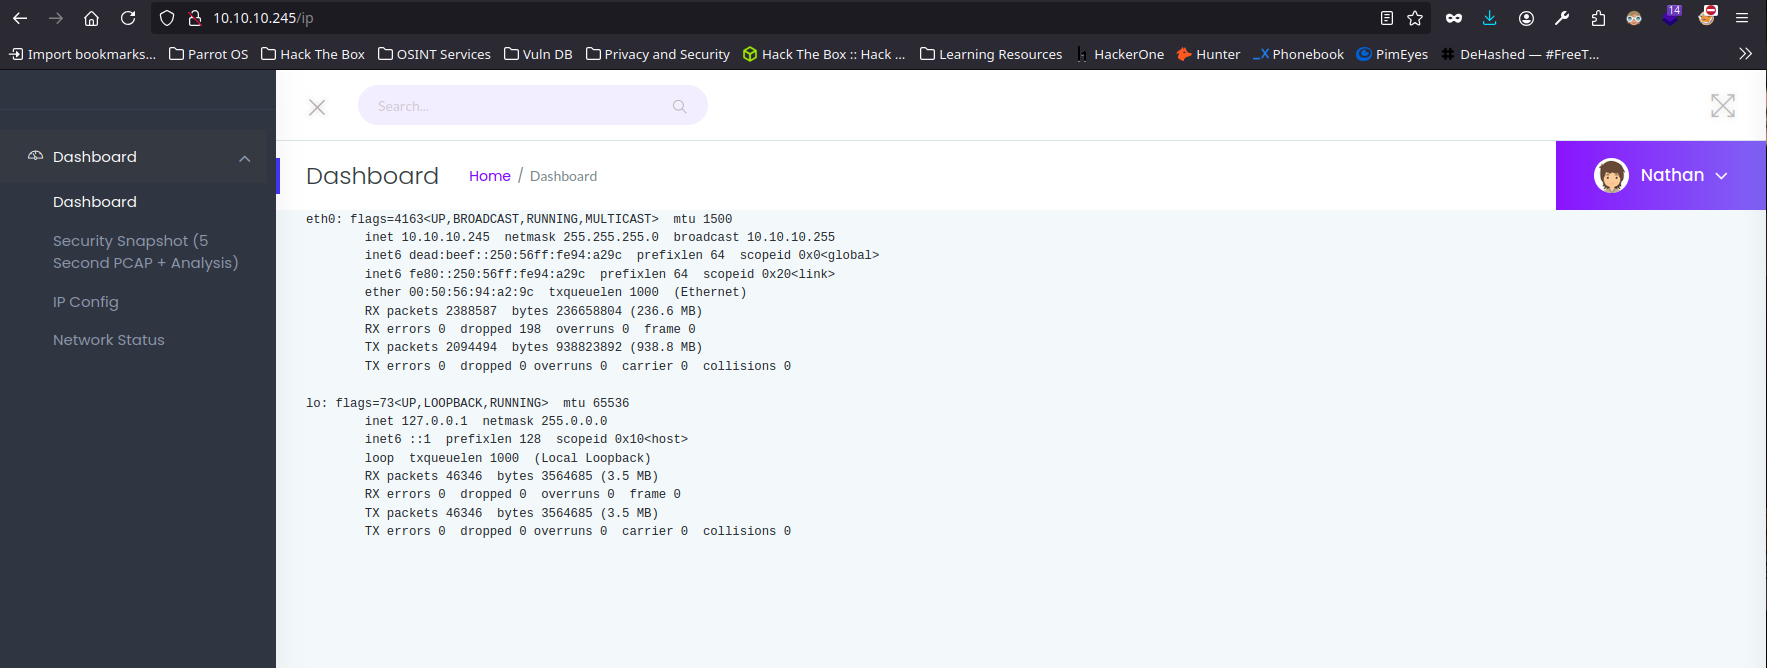 10.10.10.245/ip
14
Import bookmarks... Parrot OS Hack The Box OSINT Services Vuln DB Privacy and Security Hack The Box :: Hack ... Learning Resources HackerOne Hunter Phonebook PimEyes DeHashed — #FreeT...
Search...
Dashboard
Dashboard
Security Snapshot (5
Second PCAP + Analysis)
IP Config
Network Status
Dashboard Home / Dashboard
Nathan
eth0: flags=4163<UP,BROADCAST,RUNNING,MULTICAST>  mtu 1500
        inet 10.10.10.245  netmask 255.255.255.0  broadcast 10.10.10.255
        inet6 dead:beef::250:56ff:fe94:a29c  prefixlen 64  scopeid 0x0<global>
        inet6 fe80::250:56ff:fe94:a29c  prefixlen 64  scopeid 0x20<link>
        ether 00:50:56:94:a2:9c  txqueuelen 1000  (Ethernet)
        RX packets 2388587  bytes 236658804 (236.6 MB)
        RX errors 0  dropped 198  overruns 0  frame 0
        TX packets 2094494  bytes 938823892 (938.8 MB)
        TX errors 0  dropped 0 overruns 0  carrier 0  collisions 0
lo: flags=73<UP,LOOPBACK,RUNNING>  mtu 65536
        inet 127.0.0.1  netmask 255.0.0.0
        inet6 ::1  prefixlen 128  scopeid 0x10<host>
        loop  txqueuelen 1000  (Local Loopback)
        RX packets 46346  bytes 3564685 (3.5 MB)
        RX errors 0  dropped 0  overruns 0  frame 0
        TX packets 46346  bytes 3564685 (3.5 MB)
        TX errors 0  dropped 0 overruns 0  carrier 0  collisions 0